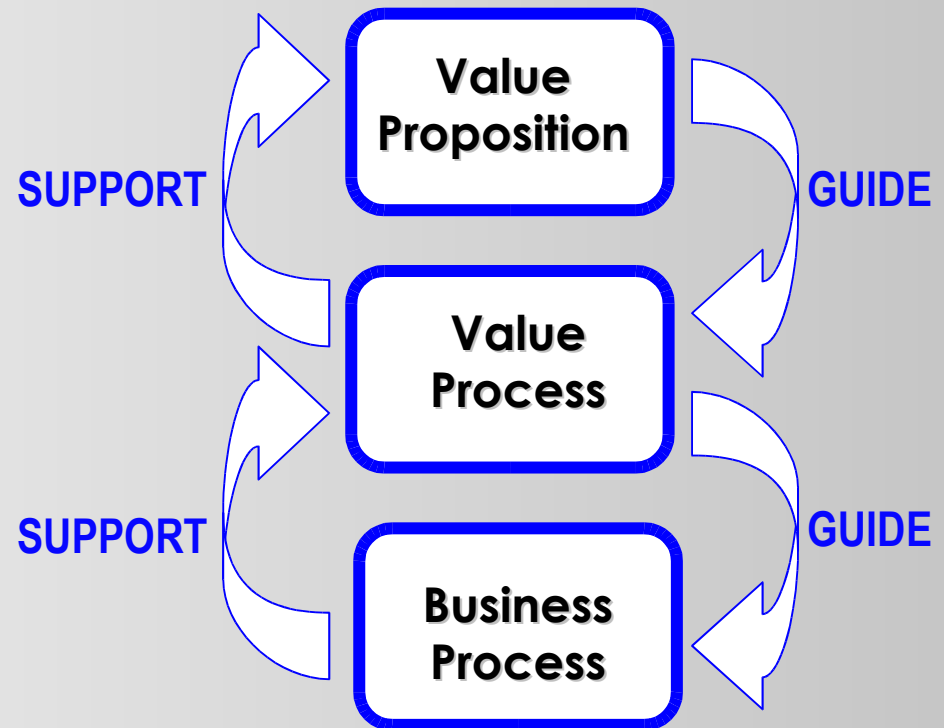 Value
Proposition
SUPPORT
GUIDE
Value
Process
SUPPORT
GUIDE
Business
Process